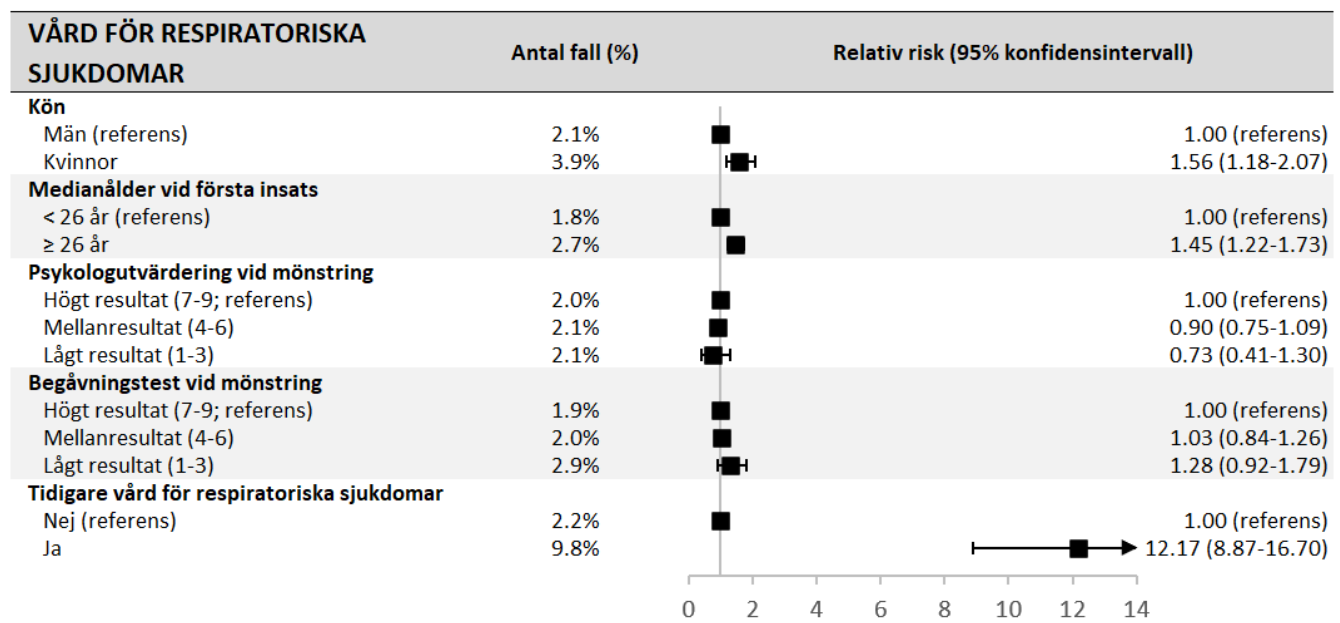 VÅRD FÖR RESPIRATORISKA
SJUKDOMAR
Antal fall (%)
Relativ risk (95% konfidensintervall)
Kön
Män (referens) 2.1% 1.00 (referens)
Kvinnor 3.9% 1.56 (1.18-2.07)
Medianålder vid första insats
< 26 år (referens) 1.8% 1.00 (referens)
≥ 26 år 2.7% 1.45 (1.22-1.73)
Psykologutvärdering vid mönstring
Högt resultat (7-9; referens) 2.0% 1.00 (referens)
Mellanresultat (4-6) 2.1% 0.90 (0.75-1.09)
Lågt resultat (1-3) 2.1% 0.73 (0.41-1.30)
Begåvningstest vid mönstring
Högt resultat (7-9; referens) 1.9% 1.00 (referens)
Mellanresultat (4-6) 2.0% 1.03 (0.84-1.26)
Lågt resultat (1-3) 2.9% 1.28 (0.92-1.79)
Tidigare vård för respiratoriska sjukdomar
Nej (referens) 2.2% 1.00 (referens)
Ja 9.8% 12.17 (8.87-16.70)
0 2 4 6 8 10 12 14